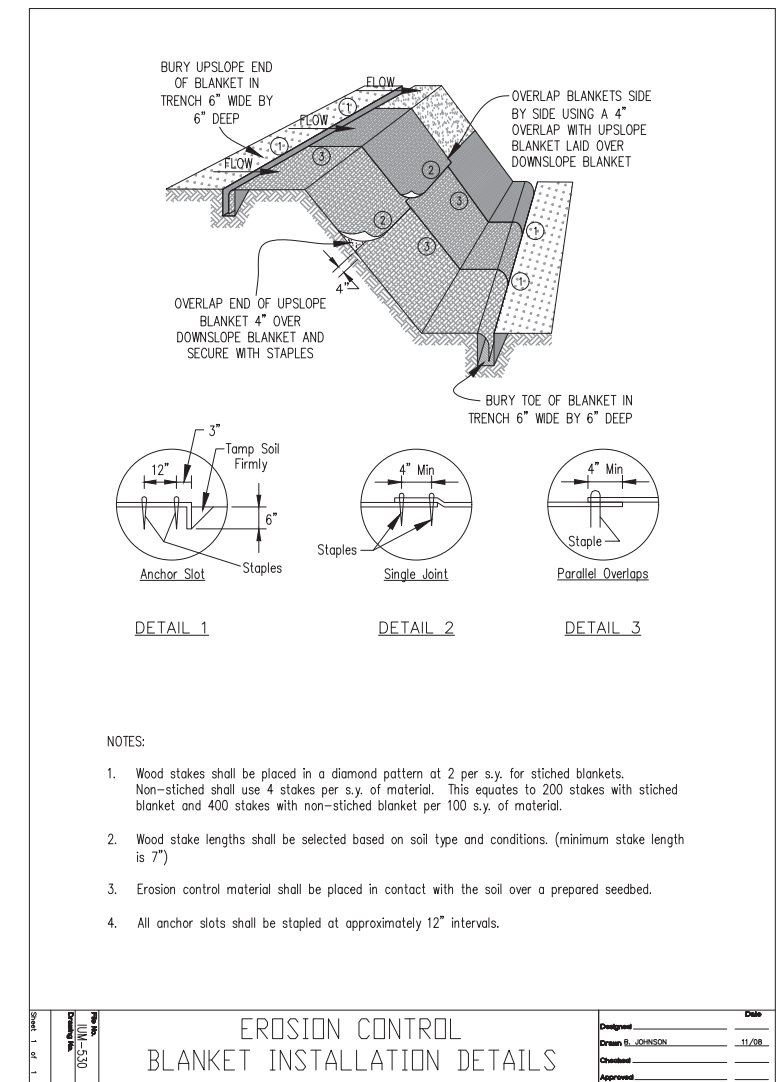 BURY UPSLOPE END
OF BLANKET IN
TRENCH 6" WIDE BY
6" DEEP
FLOW
FLOW
FLOW
1
1
3
2
2
3
3
1
1
OVERLAP BLANKETS SIDE
BY SIDE USING A 4"
OVERLAP WITH UPSLOPE
BLANKET LAID OVER
DOWNSLOPE BLANKET
4"
OVERLAP END OF UPSLOPE
BLANKET 4" OVER
DOWNSLOPE BLANKET AND
SECURE WITH STAPLES
BURY TOE OF BLANKET IN
TRENCH 6" WIDE BY 6" DEEP
3"
12"
Tamp Soil
Firmly
6"
Staples
Anchor Slot
DETAIL 1
4" Min
Staples
Single Joint
DETAIL 2
4" Min
Staple
Parallel Overlaps
DETAIL 3
NOTES:
1. Wood stakes shall be placed in a diamond pattern at 2 per s.y. for stiched blankets.
Non-stiched shall use 4 stakes per s.y. of material. This equates to 200 stakes with stiched
blanket and 400 stakes with non-stiched blanket per 100 s.y. of material.
2. Wood stake lengths shall be selected based on soil type and conditions. (minimum stake length
is 7")
3. Erosion control material shall be placed in contact with the soil over a prepared seedbed.
4. All anchor slots shall be stapled at approximately 12" intervals.
File No.
IUM-530
Drawing No.
Sheet 1 of 1
EROSION CONTROL
BLANKET INSTALLATION DETAILS
Date
Designed
Drawn B. JOHNSON 11/08
Checked
Approved